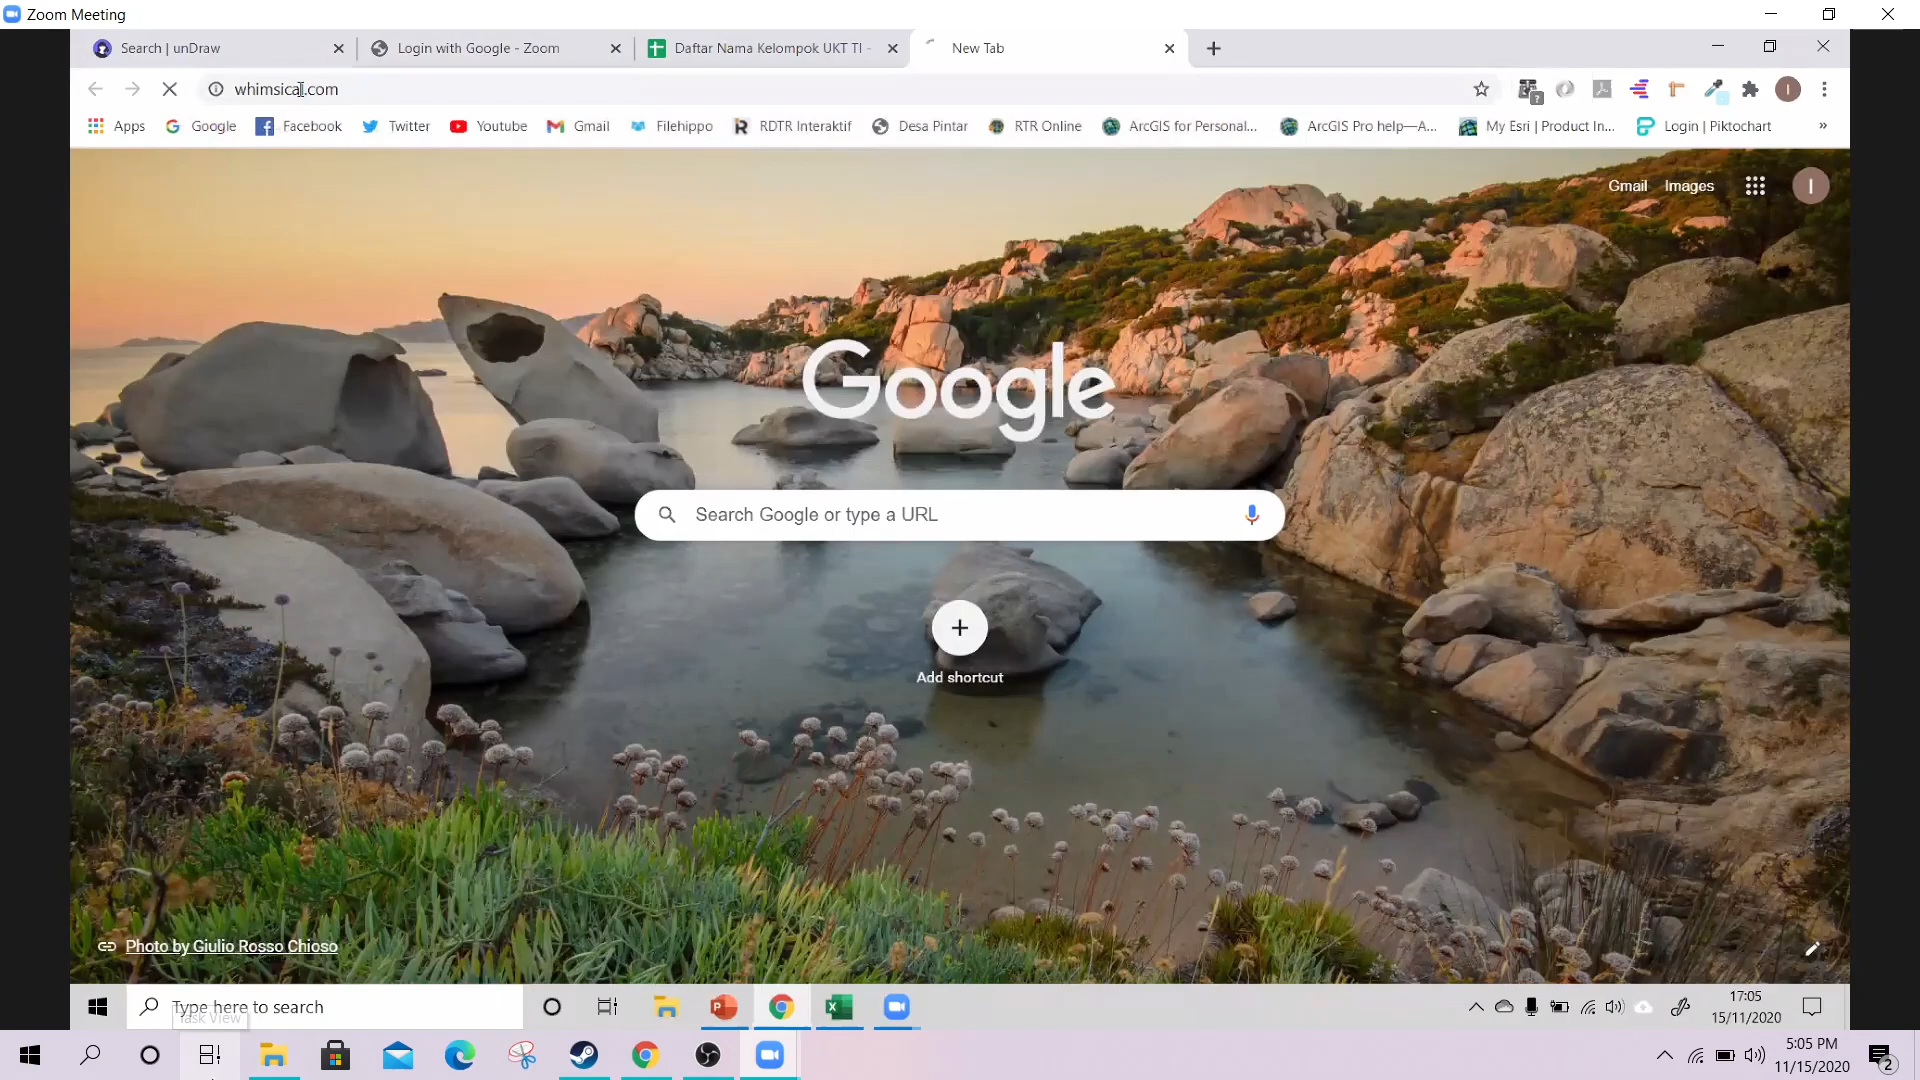 Zoom Meeting
Search | unDraw
Login with Google - Zoom
Daftar Nama Kelompok UKT TI -
New Tab
whimsical.com
Apps
Google
Facebook
Twitter
Youtube
Gmail
Filehippo
RDTR Interaktif
Desa Pintar
RTR Online
ArcGIS for Personal...
ArcGIS Pro help—A...
My Esri | Product In...
Login | Piktochart
»
Gmail Images
I
Google
Search Google or type a URL
Add shortcut
Photo by Giulio Rosso Chioso
Type here to search
Task View
17:05
15/11/2020
5:05 PM
11/15/2020
2